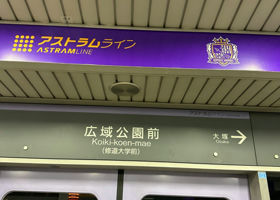 アストラムライン
ASTRAMLINE
広域公園前
Koiki-koen-mae
(修道大学前)
大塚
Ozuka